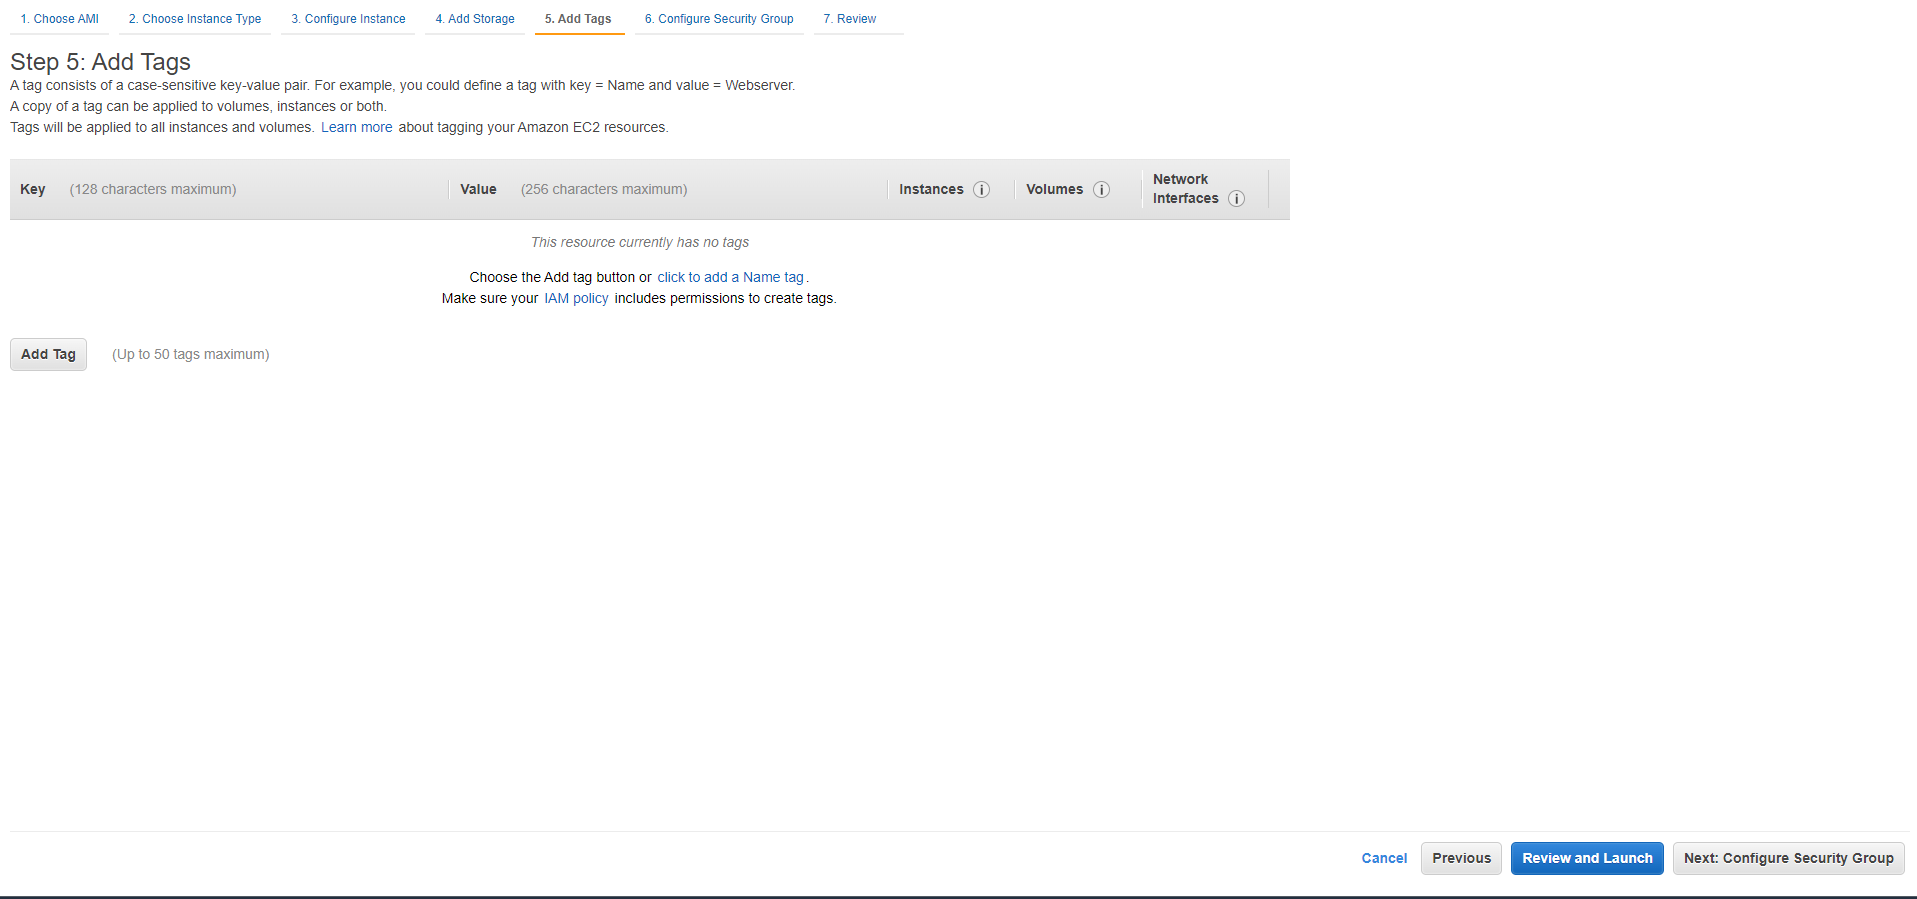 1. Choose AMI 2. Choose Instance Type 3. Configure Instance 4. Add Storage 5. Add Tags 6. Configure Security Group 7. Review
Step 5: Add Tags
A tag consists of a case-sensitive key-value pair. For example, you could define a tag with key = Name and value = Webserver.
A copy of a tag can be applied to volumes, instances or both.
Tags will be applied to all instances and volumes. Learn more about tagging your Amazon EC2 resources.
Key (128 characters maximum) Value (256 characters maximum) Instances i Volumes i Network
Interfaces i
This resource currently has no tags
Choose the Add tag button or click to add a Name tag.
Make sure your IAM policy includes permissions to create tags.
Add Tag (Up to 50 tags maximum)
Cancel Previous Review and Launch Next: Configure Security Group